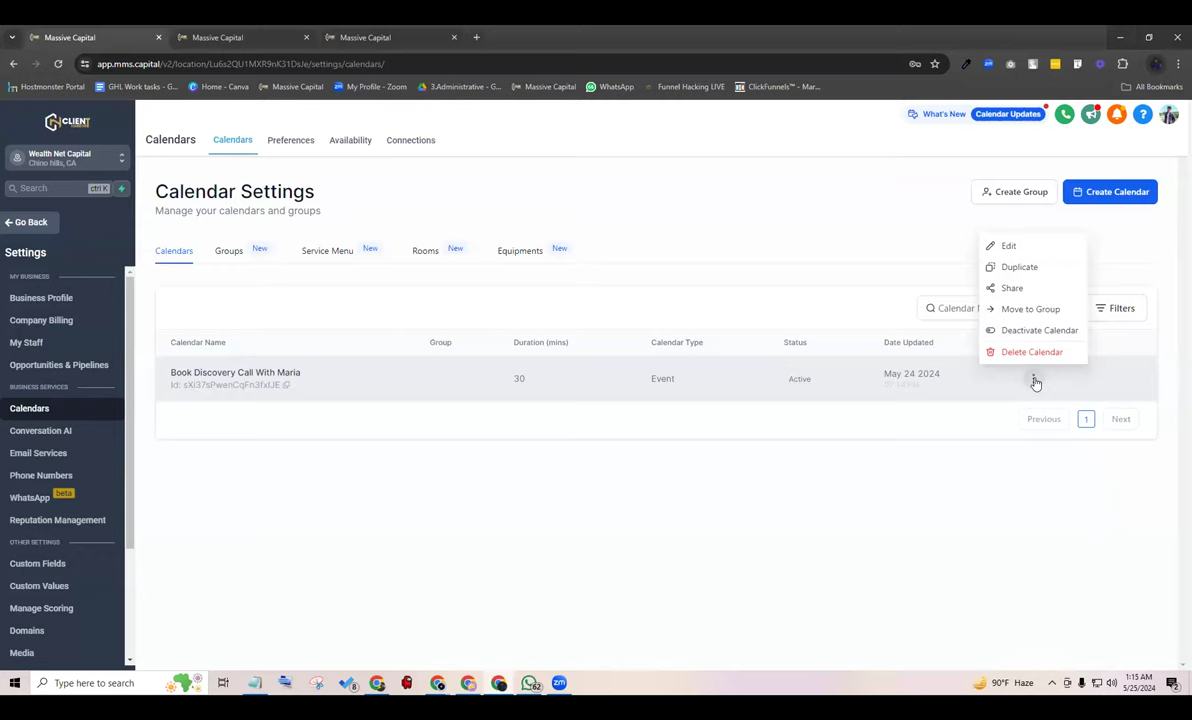 Massive Capital
Massive Capital
Massive Capital
app.mms.capital/v2/location/Lu6s2QU1MXR9nK31DsJe/settings/calendars/
Hostmonster Portal
GHL Work tasks - G...
Home - Canva
Massive Capital
My Profile - Zoom
3.Administrative - G...
Massive Capital
WhatsApp
Funnel Hacking LIVE
ClickFunnels™ - Mar...
All Bookmarks
CLIENT
Calendars
Calendars
Preferences
Availability
Connections
What's New
Calendar Updates
Wealth Net Capital
Chino hills, CA
Search
ctrl K
Go Back
Settings
MY BUSINESS
Business Profile
Company Billing
My Staff
Opportunities & Pipelines
BUSINESS SERVICES
Calendars
Conversation AI
Email Services
Phone Numbers
WhatsApp beta
Reputation Management
OTHER SETTINGS
Custom Fields
Custom Values
Manage Scoring
Domains
Media
Calendar Settings
Manage your calendars and groups
Create Group
Create Calendar
Calendars
Groups New
Service Menu New
Rooms New
Equipments New
Edit
Duplicate
Share
Move to Group
Deactivate Calendar
Delete Calendar
Calendar
Filters
Calendar Name
Group
Duration (mins)
Calendar Type
Status
Date Updated
Book Discovery Call With Maria
Id: sXi37sPwenCqFn3fxIJE
30
Event
Active
May 24 2024
Previous
1
Next
Type here to search
8
62
90°F Haze
1:15 AM
5/25/2024
2